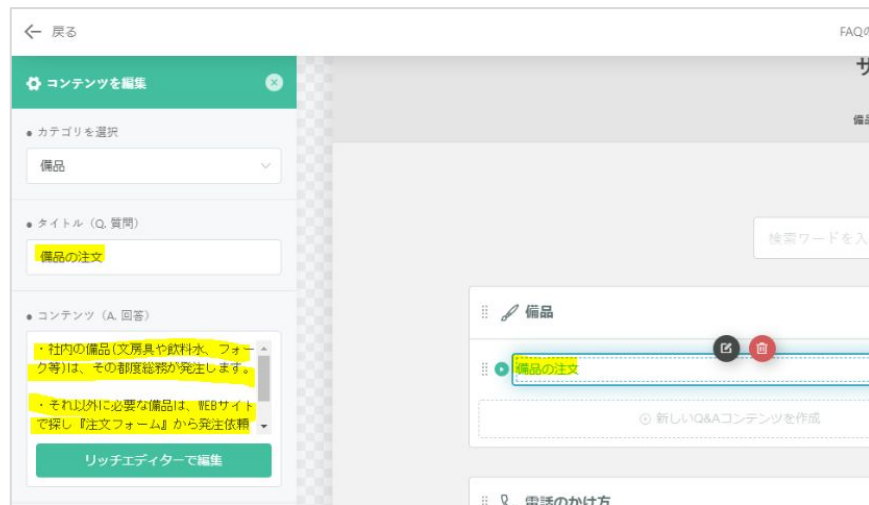 戻る
FAQの
コンテンツを編集
カテゴリを選択
備品
タイトル（Q. 質問）
備品の注文
コンテンツ（A. 回答）
・社内の備品(文房具や飲料水、フォー
ク等)は、その都度総務が発注します。
・それ以外に必要な備品は、WEBサイト
で探し『注文フォーム』から発注依頼
リッチエディターで編集
サ
備品
検索ワードを入
備品
備品の注文
新しいQ&Aコンテンツを作成
電話のかけ方